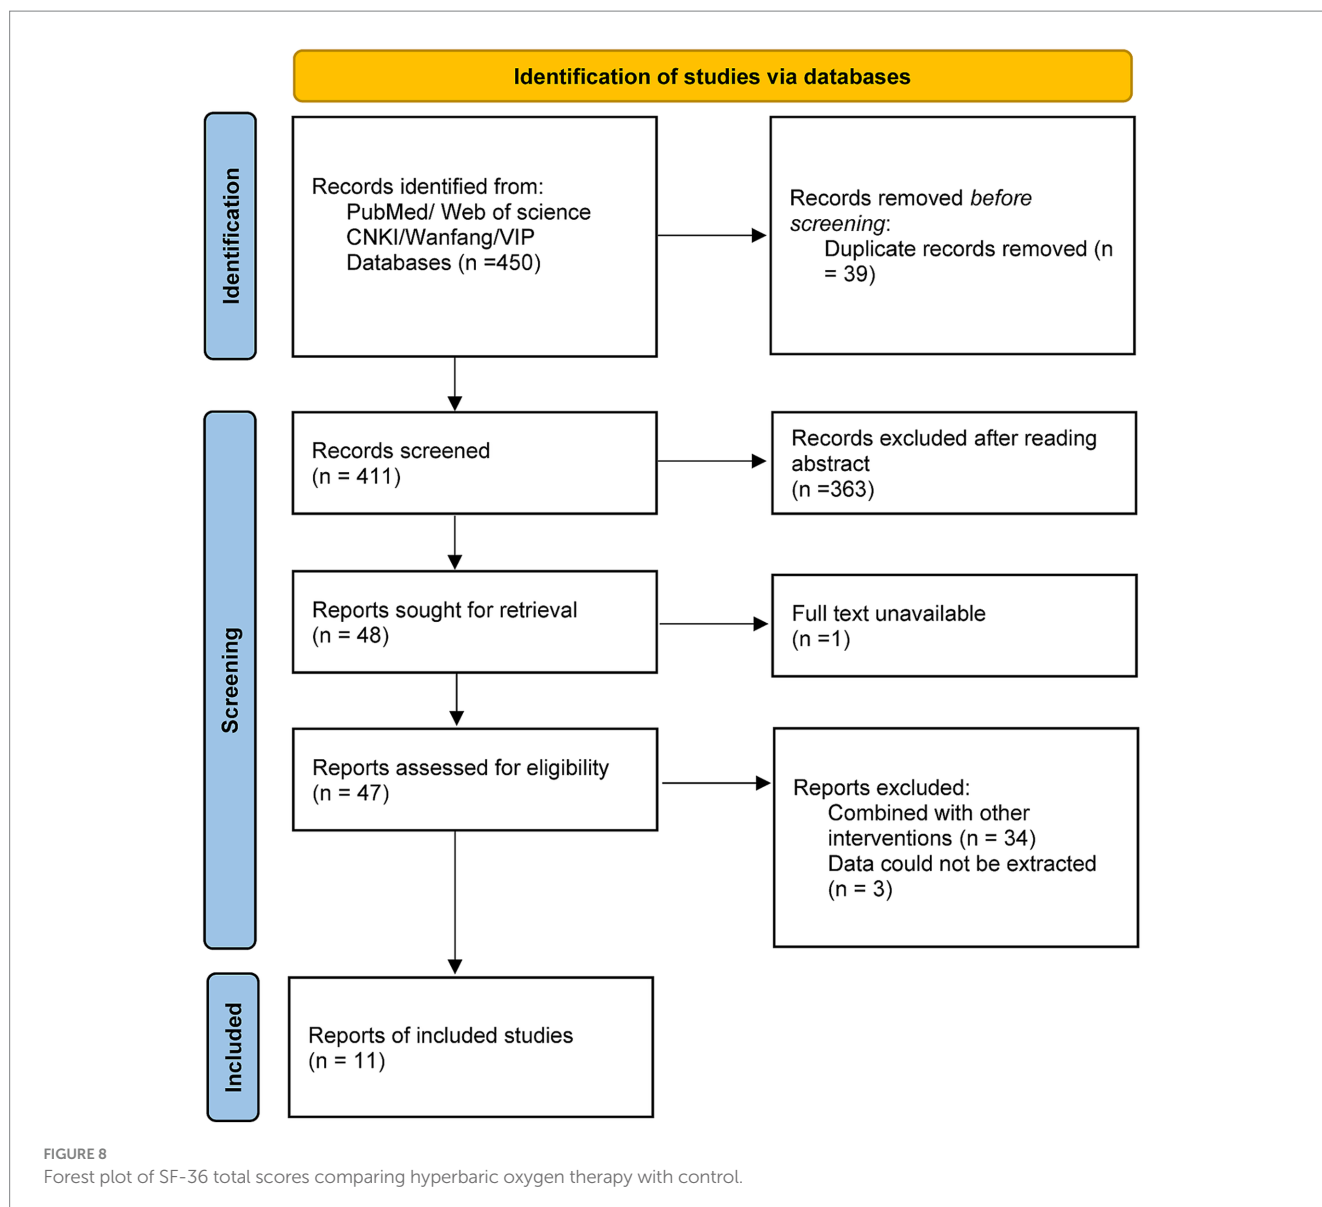 Identification of studies via databases
Identification
Records identified from:
PubMed/ Web of science
CNKI/Wanfang/VIP
Databases (n =450)
Records removed before
screening:
Duplicate records removed (n
= 39)
Screening
Records screened
(n = 411)
Records excluded after reading
abstract
(n =363)
Reports sought for retrieval
(n = 48)
Full text unavailable
(n =1)
Reports assessed for eligibility
(n = 47)
Reports excluded:
Combined with other
interventions (n = 34)
Data could not be extracted
(n = 3)
Included
Reports of included studies
(n = 11)
FIGURE 8
Forest plot of SF-36 total scores comparing hyperbaric oxygen therapy with control.